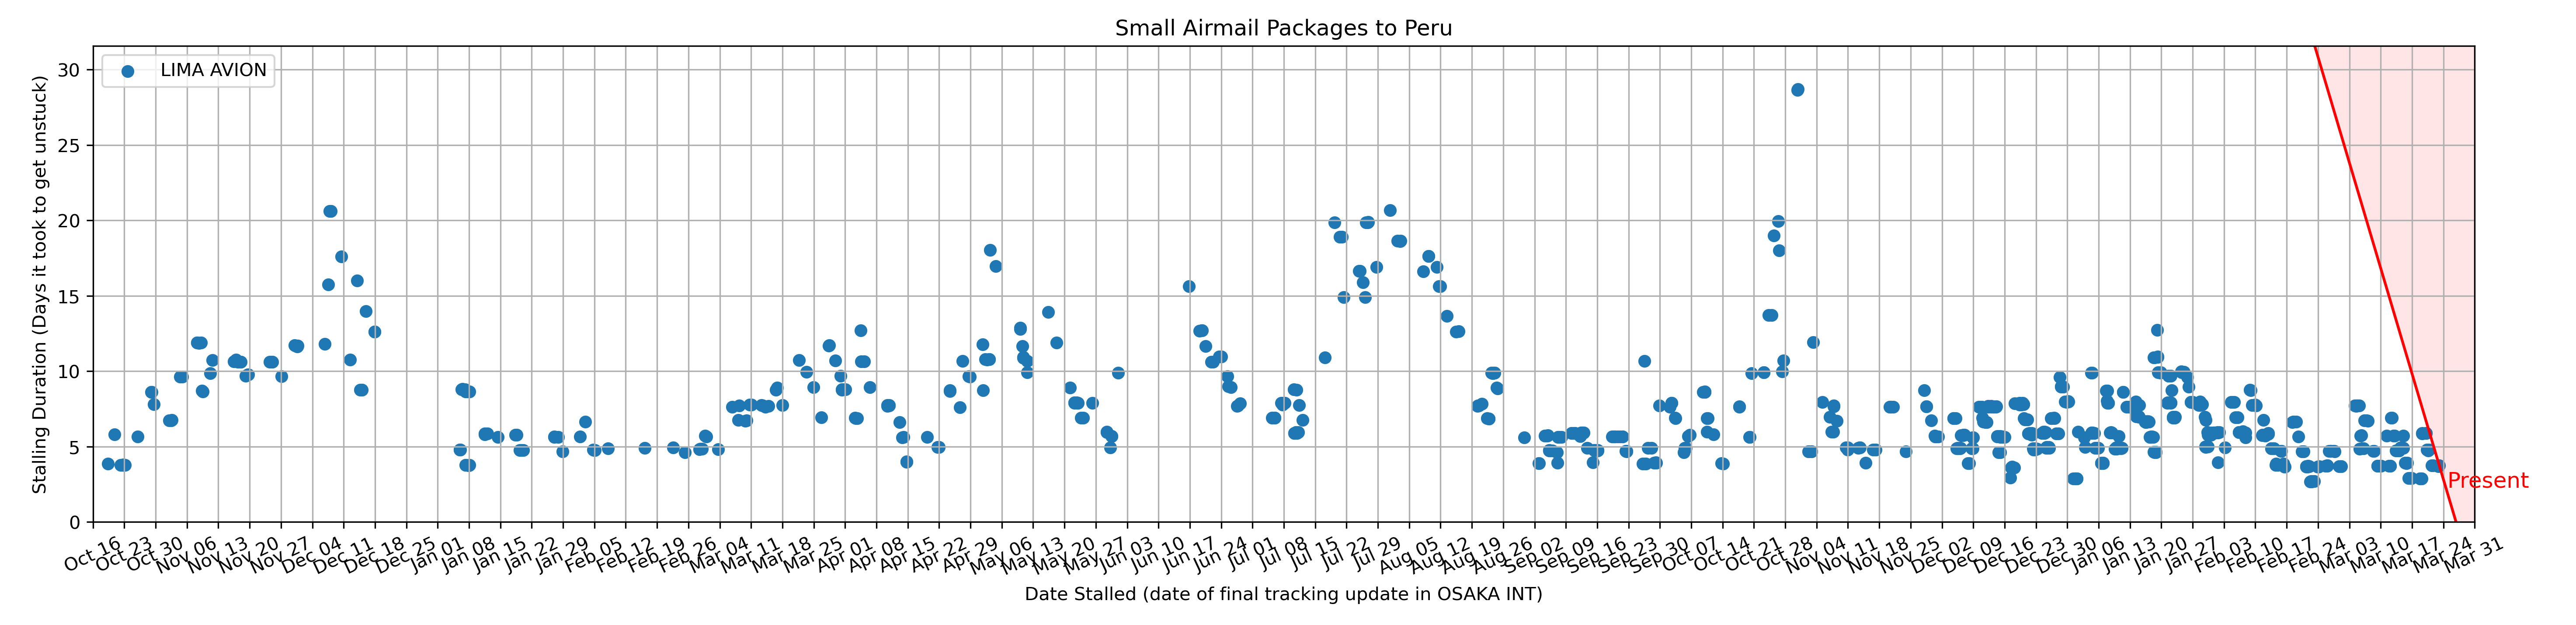 Small Airmail Packages to Peru
LIMA AVION
Stalling Duration (Days it took to get unstuck)
30
25
20
15
10
5
0
Present
Oct 16
Oct 23
Oct 30
Nov 06
Nov 13
Nov 20
Nov 27
Dec 04
Dec 11
Dec 18
Dec 25
Jan 01
Jan 08
Jan 15
Jan 22
Jan 29
Feb 05
Feb 12
Feb 19
Feb 26
Mar 04
Mar 11
Mar 18
Mar 25
Apr 01
Apr 08
Apr 15
Apr 22
Apr 29
May 06
May 13
May 20
May 27
Jun 03
Jun 10
Jun 17
Jun 24
Jul 01
Jul 08
Jul 15
Jul 22
Jul 29
Aug 05
Aug 12
Aug 19
Aug 26
Sep 02
Sep 09
Sep 16
Sep 23
Sep 30
Oct 07
Oct 14
Oct 21
Oct 28
Nov 04
Nov 11
Nov 18
Nov 25
Dec 02
Dec 09
Dec 16
Dec 23
Dec 30
Jan 06
Jan 13
Jan 20
Jan 27
Feb 03
Feb 10
Feb 17
Feb 24
Mar 03
Mar 10
Mar 17
Mar 24
Mar 31
Date Stalled (date of final tracking update in OSAKA INT)